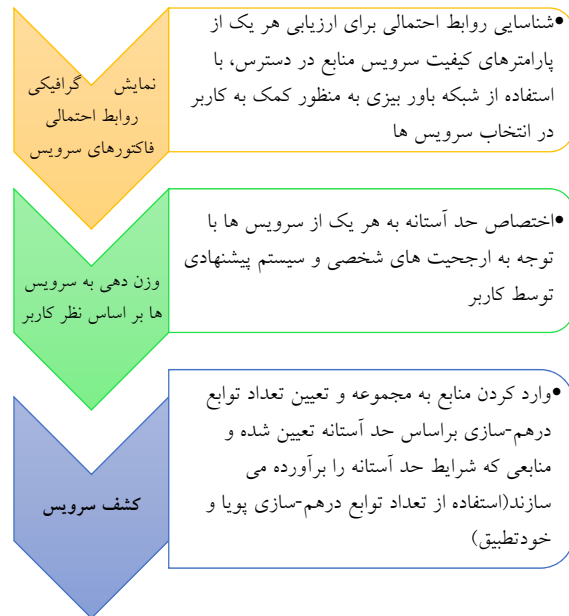 نمایش گرافیکی
روابط احتمالی
فاکتورهای سرویس
•شناسایی روابط احتمالی برای ارزیابی هر یک از
پارامترهای کیفیت سرویس منابع در دسترس، با
استفاده از شبکه باور بیزی به منظور کمک به کاربر
در انتخاب سرویس ها
وزن دهی به سرویس
ها بر اساس نظر کاربر
•اختصاص حد آستانه به هر یک از سرویس ها با
توجه به ارجحیت های شخصی و سیستم پیشنهادی
توسط کاربر
کشف سرویس
•وارد کردن منابع به مجموعه و تعیین تعداد توابع
درهم-سازی براساس حد آستانه تعیین شده و
منابعی که شرایط حد آستانه را برآورده می
سازند(استفاده از تعداد توابع درهم-سازی پویا و
خودتطبیق)